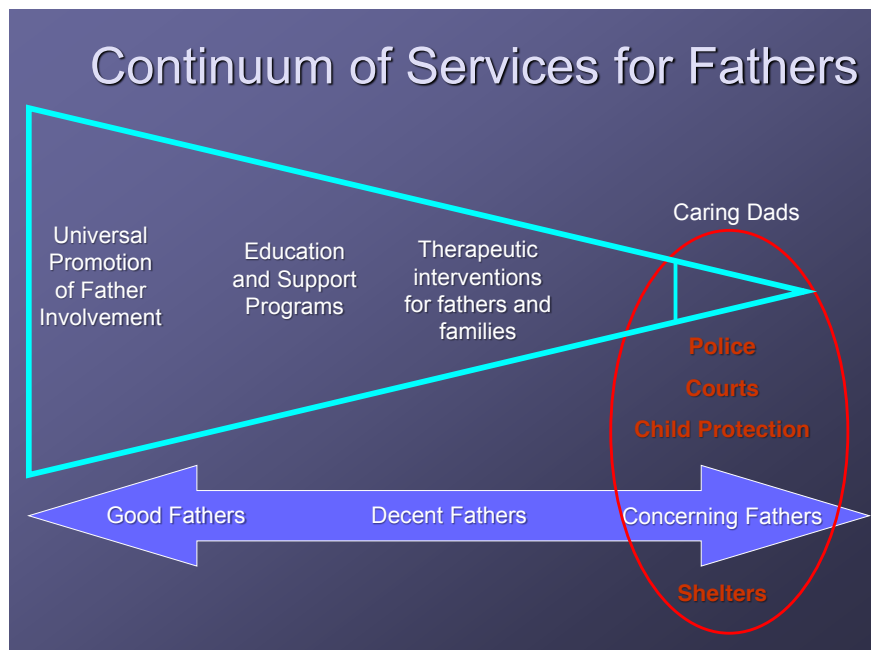 Continuum of Services for Fathers
Universal
Promotion
of Father
Involvement
Education
and Support
Programs
Therapeutic
interventions
for fathers and
families
Caring Dads
Police
Courts
Child Protection
Good Fathers
Decent Fathers
Concerning Fathers
Shelters